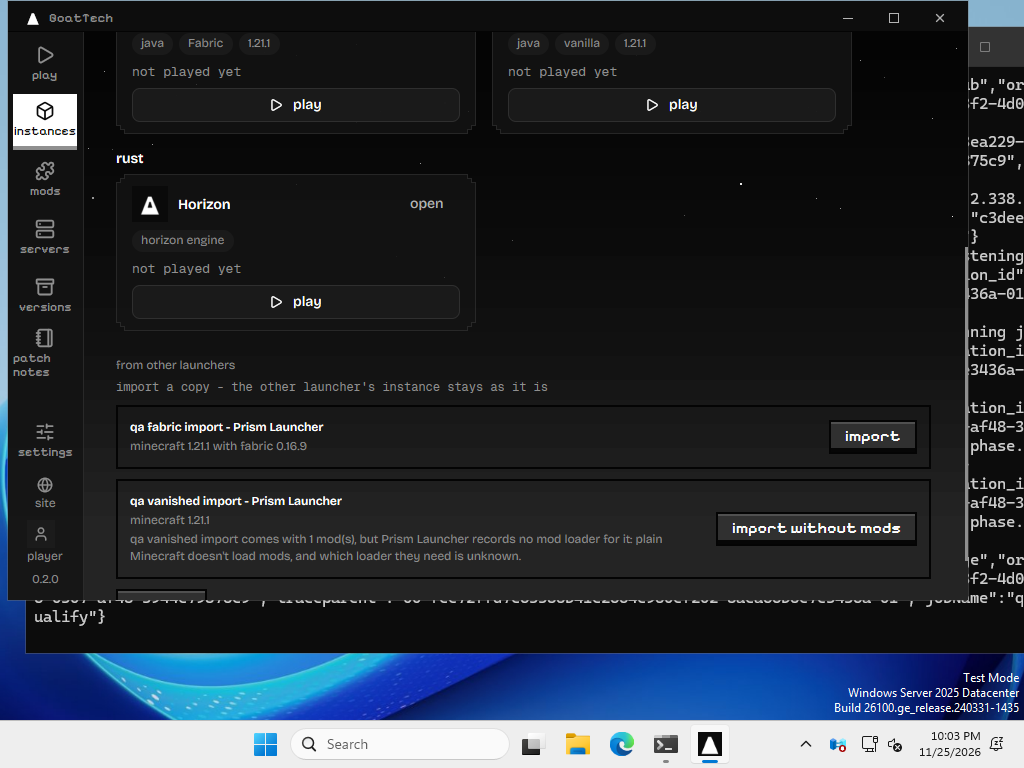 GoatTech
play
instances
mods
servers
versions
patch
notes
settings
site
player
0.2.0
java Fabric 1.21.1
not played yet
play
java vanilla 1.21.1
not played yet
play
rust
Horizon
open
horizon engine
not played yet
play
from other launchers
import a copy - the other launcher's instance stays as it is
qa fabric import - Prism Launcher
minecraft 1.21.1 with fabric 0.16.9
import
qa vanished import - Prism Launcher
minecraft 1.21.1
qa vanished import comes with 1 mod(s), but Prism Launcher records no mod loader for it: plain
Minecraft doesn't load mods, and which loader they need is unknown.
import without mods
ualify"}
Test Mode
Windows Server 2025 Datacenter
Build 26100.ge_release.240331-1435
Search
10:03 PM
11/25/2026